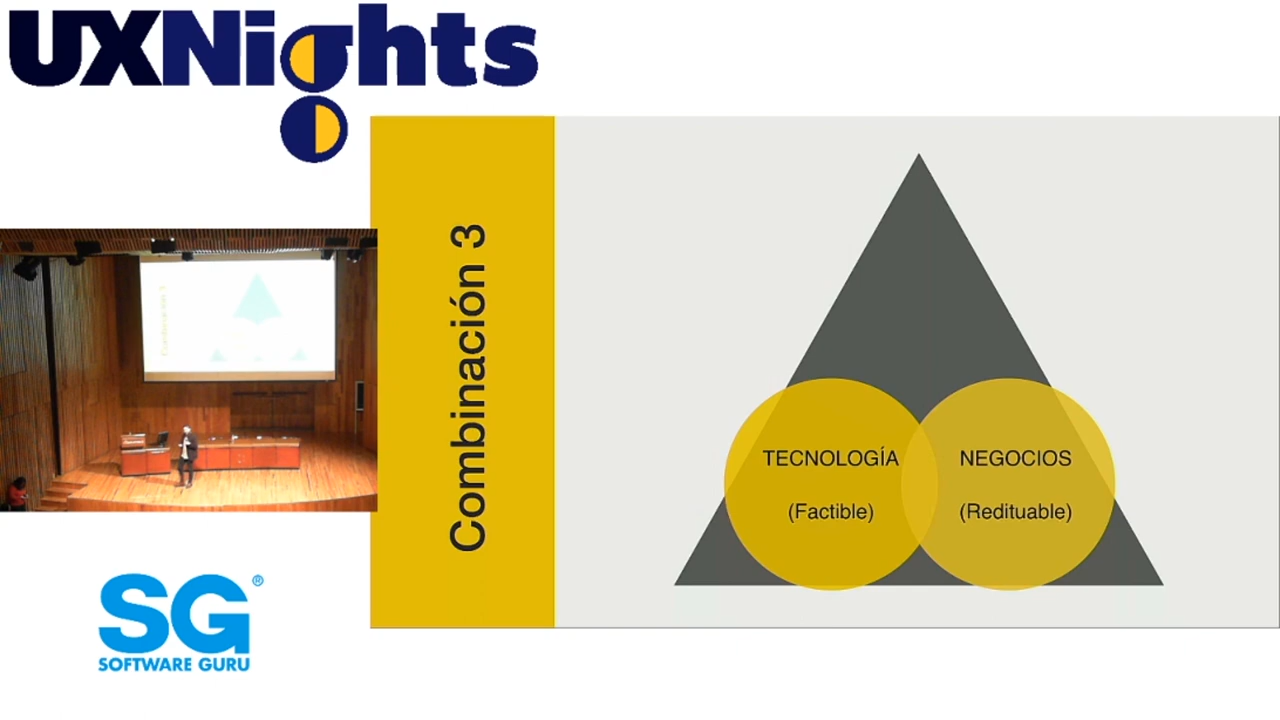 UXNights
Combinación 3
TECNOLOGÍA
(Factible)
NEGOCIOS
(Redituable)
SG®
SOFTWARE GURU